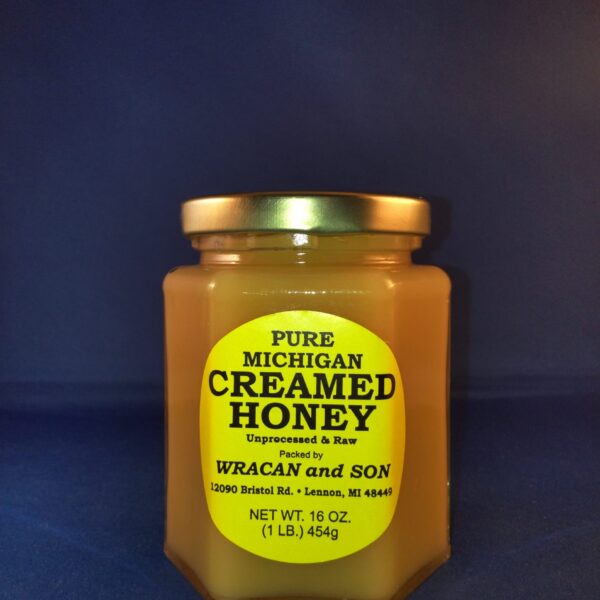 PURE
MICHIGAN
CREAMED
HONEY
Unprocessed & Raw
Packed by
WRACAN and SON
12090 Bristol Rd. • Lennon, MI 48449
NET WT. 16 OZ.
(1 LB.) 454g